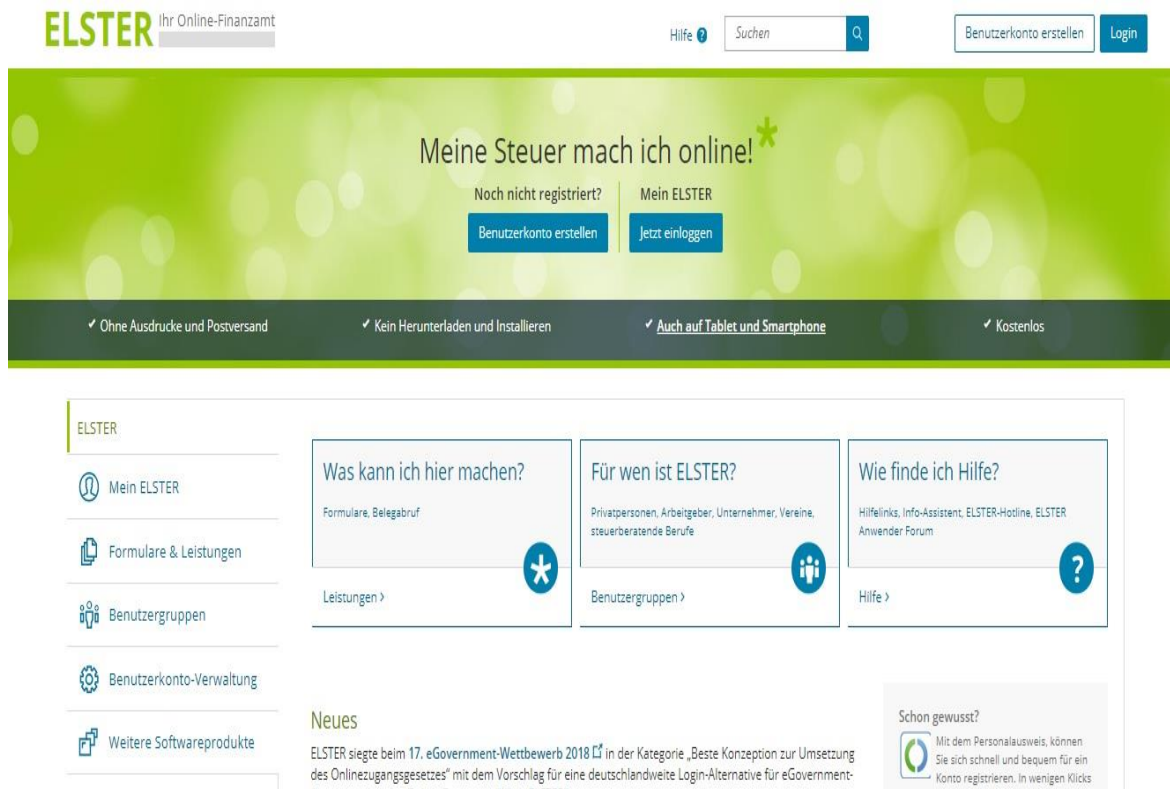 ELSTER Ihr Online-Finanzamt
Hilfe ?
Suchen
Benutzerkonto erstellen
Login
Meine Steuer mach ich online!*
Noch nicht registriert?
Mein ELSTER
Benutzerkonto erstellen
Jetzt einloggen
✓ Ohne Ausdrucke und Postversand
✓ Kein Herunterladen und Installieren
✓ Auch auf Tablet und Smartphone
✓ Kostenlos
ELSTER
Mein ELSTER
Formulare & Leistungen
Benutzergruppen
Benutzerkonto-Verwaltung
Weitere Softwareprodukte
Was kann ich hier machen?
Formulare, Belegabruf
Leistungen >
Für wen ist ELSTER?
Privatpersonen, Arbeitgeber, Unternehmer, Vereine,
steuerberatende Berufe
Benutzergruppen >
Wie finde ich Hilfe?
Hilfelinks, Info-Assistent, ELSTER-Hotline, ELSTER
Anwender Forum
?
Hilfe >
Neues
ELSTER siegte beim 17. eGovernment-Wettbewerb 2018 in der Kategorie „Beste Konzeption zur Umsetzung
des Onlinezugangsgesetzes“ mit dem Vorschlag für eine deutschlandweite Login-Alternative für eGovernment-
Schon gewusst?
Mit dem Personalausweis, können
Sie sich schnell und bequem für ein
Konto registrieren. In wenigen Klicks